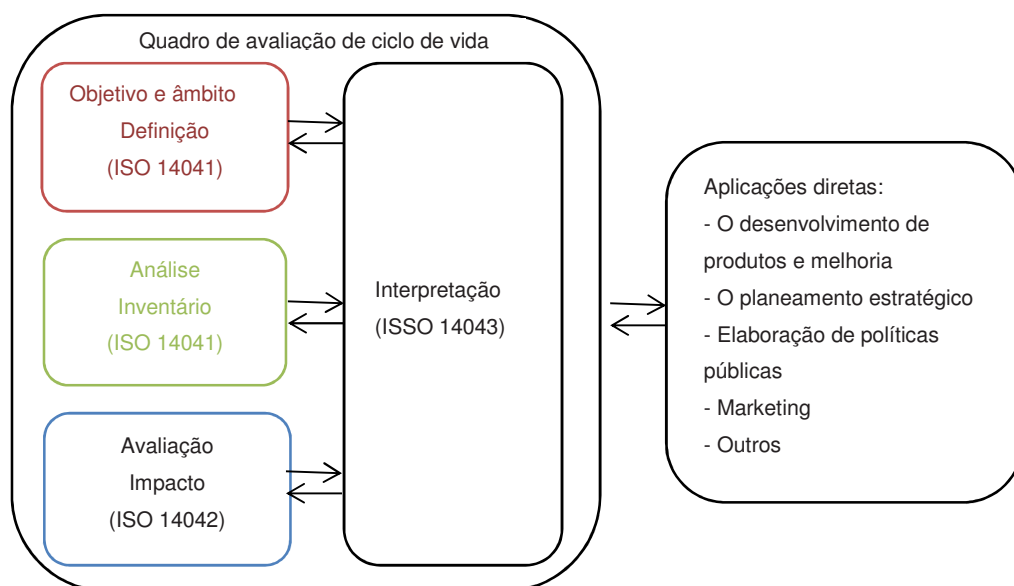 Quadro de avaliação de ciclo de vida
Objetivo e âmbito
Definição
(ISO 14041)
Análise
Inventário
(ISO 14041)
Avaliação
Impacto
(ISO 14042)
Interpretação
(ISSO 14043)
Aplicações diretas:
- O desenvolvimento de
produtos e melhoria
- O planeamento estratégico
- Elaboração de políticas
públicas
- Marketing
- Outros